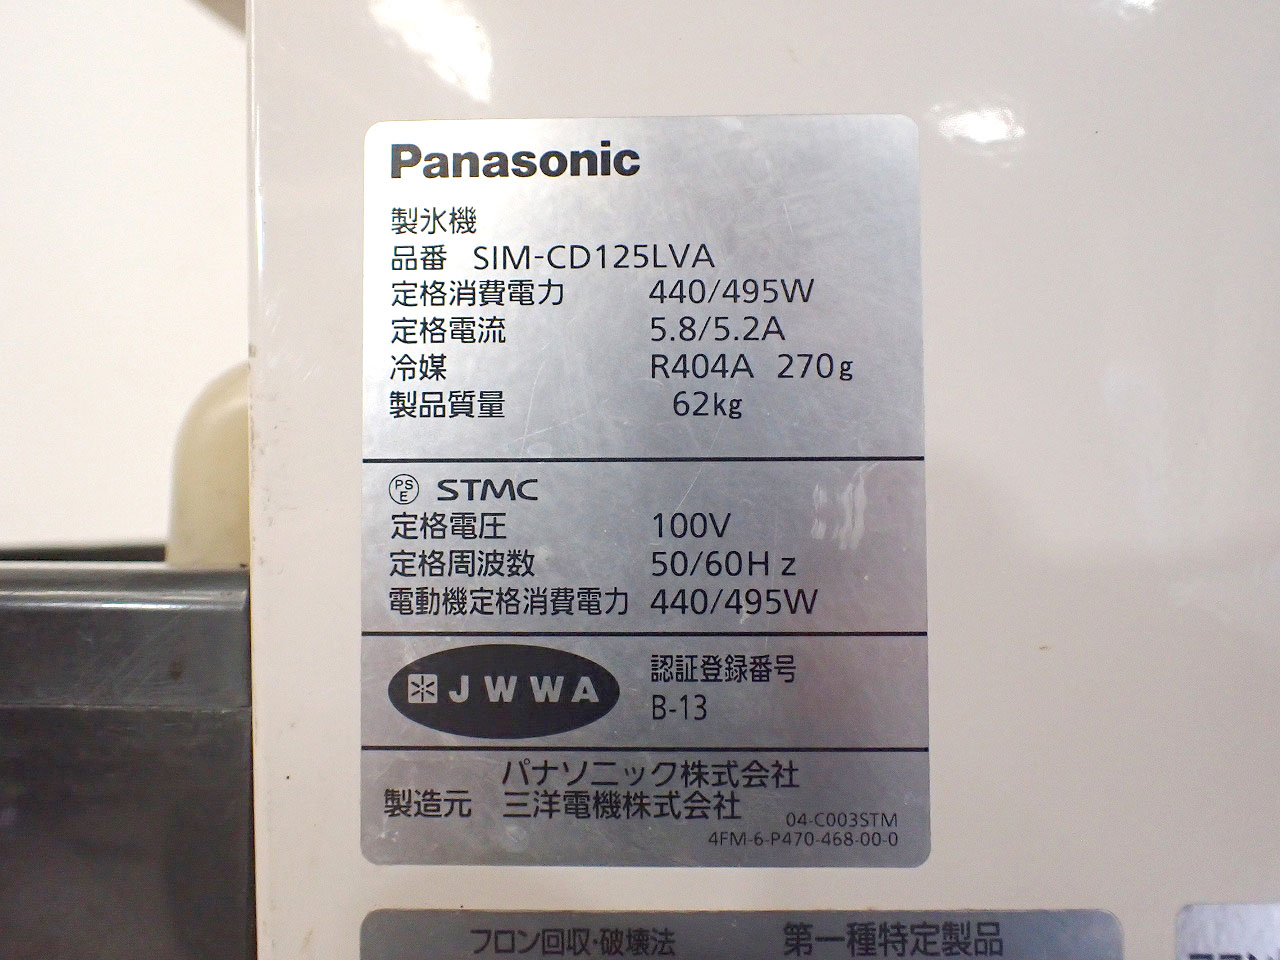 Panasonic
製氷機
品番 SIM-CD125LVA
定格消費電力 440/495W
定格電流 5.8/5.2A
冷媒 R404A 270g
製品質量 62kg
PSE STMC
定格電圧 100V
定格周波数 50/60Hz
電動機定格消費電力 440/495W
JWWA 認証登録番号
B-13
パナソニック株式会社
製造元 三洋電機株式会社
04-C003STM
4FM-6-P470-468-00-0
フロン回収・破壊法 第一種特定製品